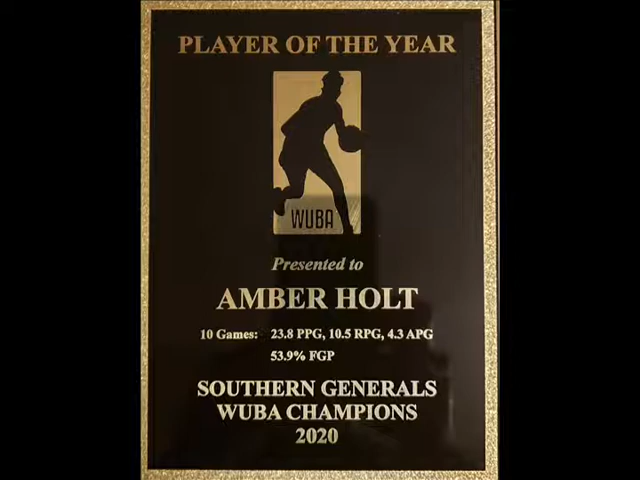 PLAYER OF THE YEAR
WUBA
Presented to
AMBER HOLT
10 Games: 23.8 PPG, 10.5 RPG, 4.3 APG
53.9% FGP
SOUTHERN GENERALS
WUBA CHAMPIONS
2020